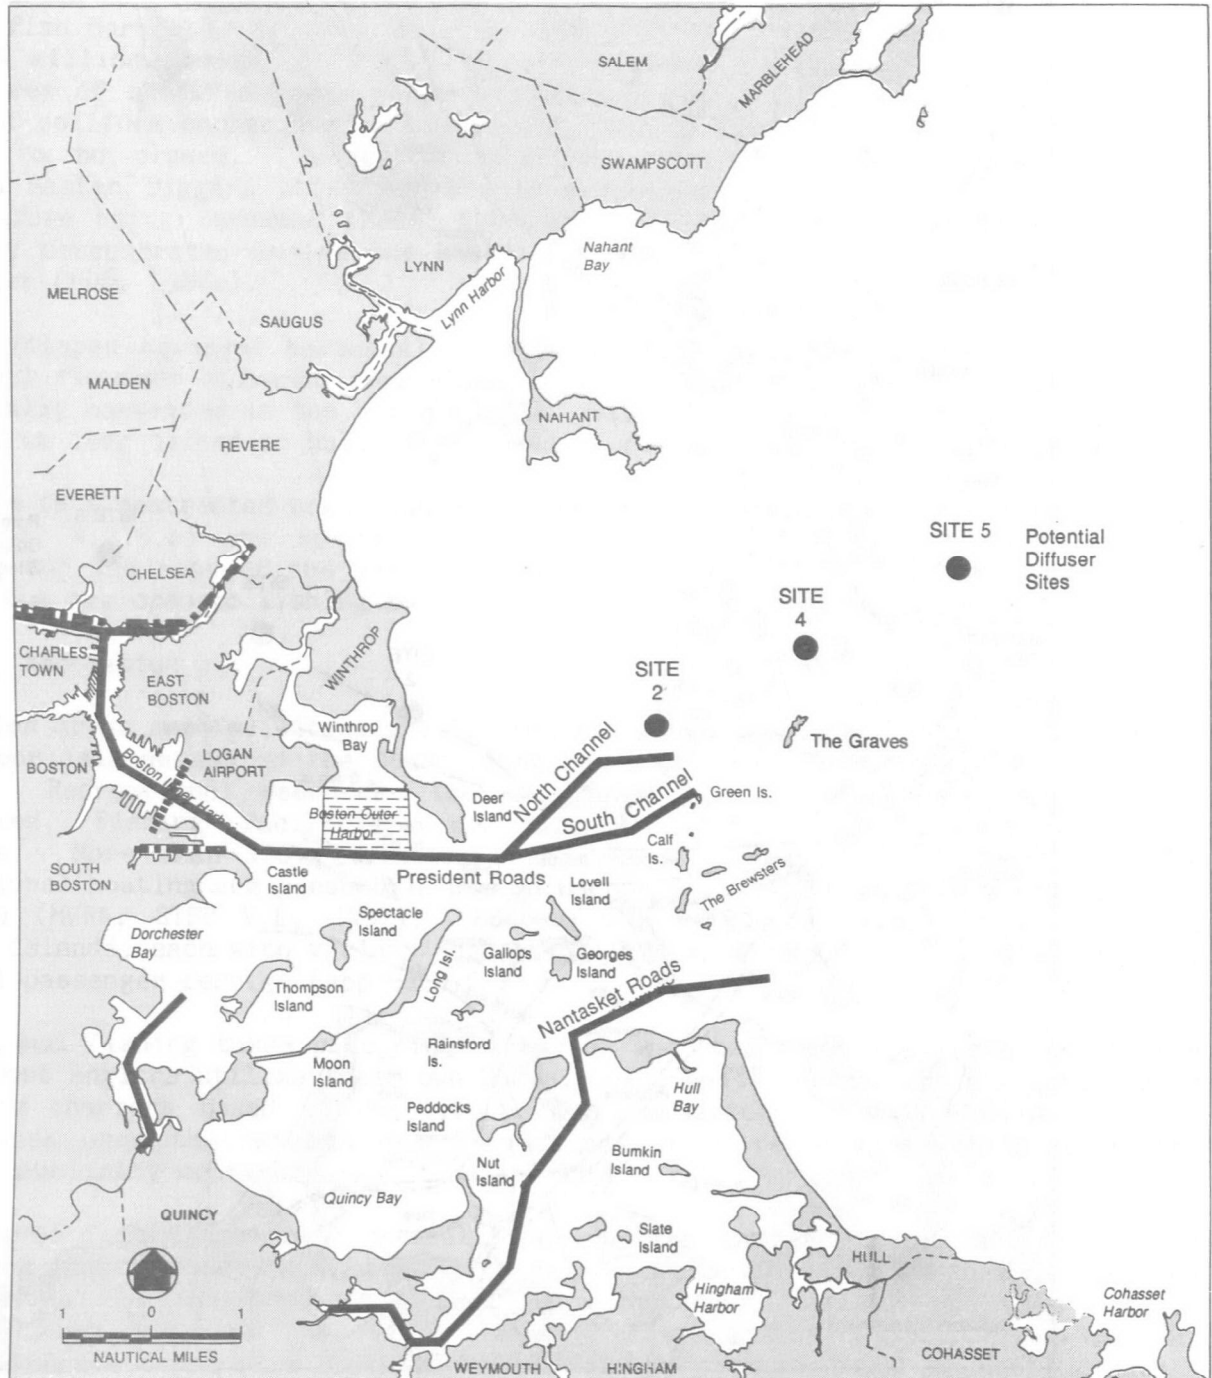 SALEM
MARBLEHEAD
SWAMPSCOTT
Nahant
Bay
LYNN
Lynn Harbor
MELROSE
SAUGUS
MALDEN
NAHANT
REVERE
EVERETT
SITE 5
Potential
Diffuser
Sites
CHELSEA
SITE
4
CHARLES
TOWN
WINTHROP
EAST
BOSTON
SITE
2
Winthrop
Bay
The Graves
BOSTON
LOGAN
AIRPORT
Boston Inner Harbor
North Channel
South Channel
Deer
Island
Green Is.
Boston Outer
Harbor
Calf
Is.
SOUTH
BOSTON
Castle
Island
President Roads
Lovell
Island
The Brewsters
Spectacle
Island
Dorchester
Bay
Long Isl.
Gallops
Island
Georges
Island
Thompson
Island
Nantasket Roads
Rainsford
Is.
Moon
Island
Hull
Bay
Peddocks
Island
Bumkin
Island
Nut
Island
Quincy Bay
QUINCY
Slate
Island
HULL
Hingham
Harbor
Cohasset
Harbor
1 0 1
NAUTICAL MILES
WEYMOUTH
HINGHAM
COHASSET